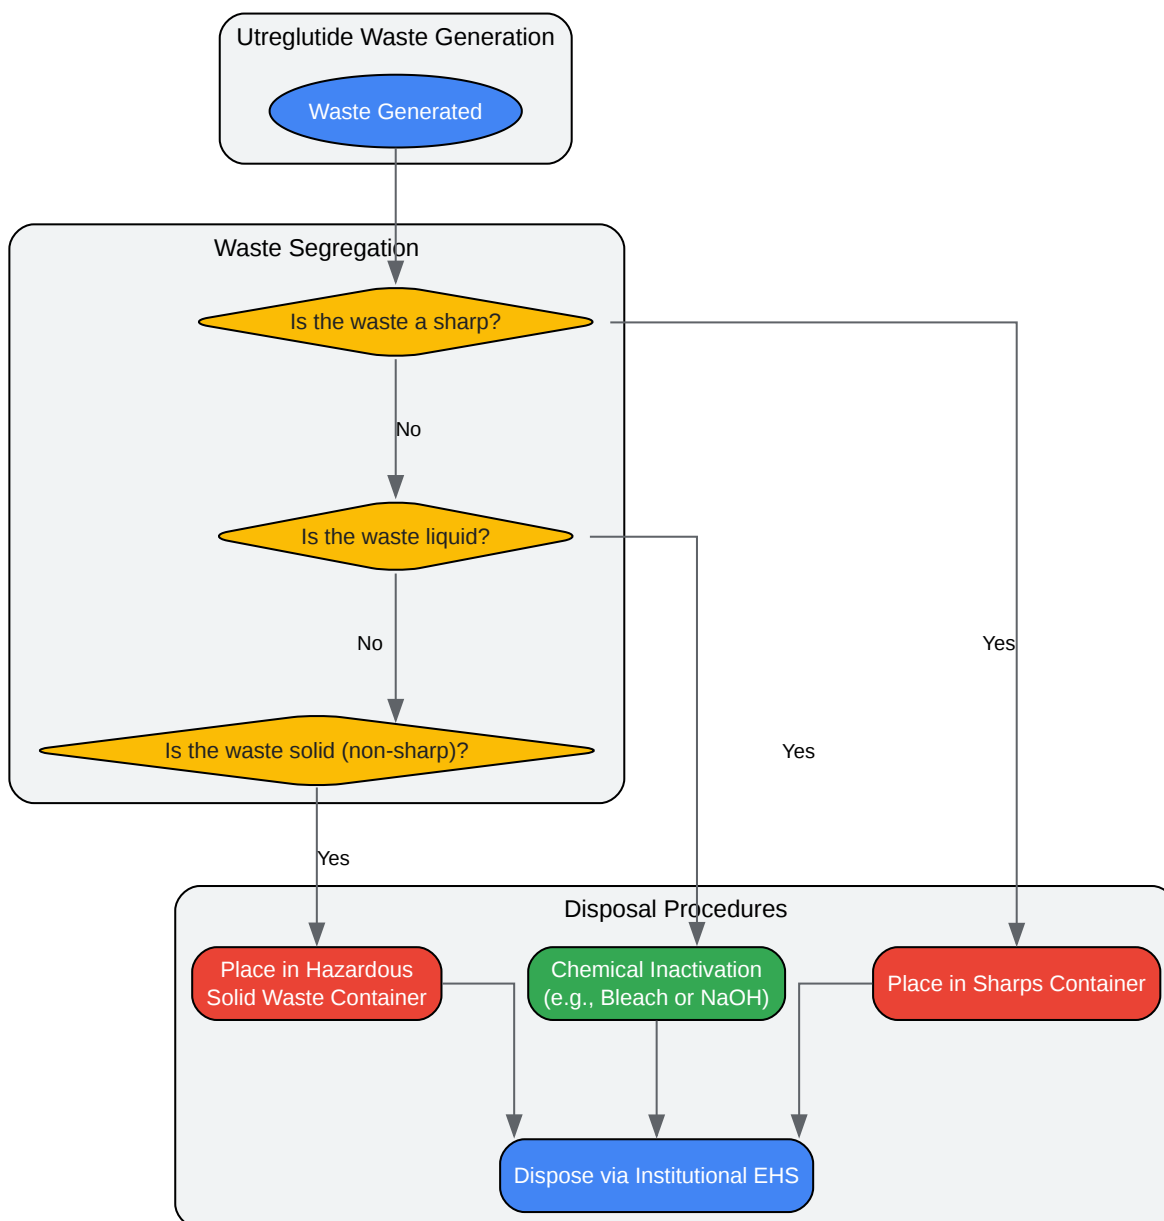 Utreglutide Waste Generation
Waste Generated
Waste Segregation
Is the waste a sharp?
No
Is the waste liquid?
No
Yes
Is the waste solid (non-sharp)?
Yes
Yes
Disposal Procedures
Place in Hazardous
Solid Waste Container
Chemical Inactivation
(e.g., Bleach or NaOH)
Place in Sharps Container
Dispose via Institutional EHS